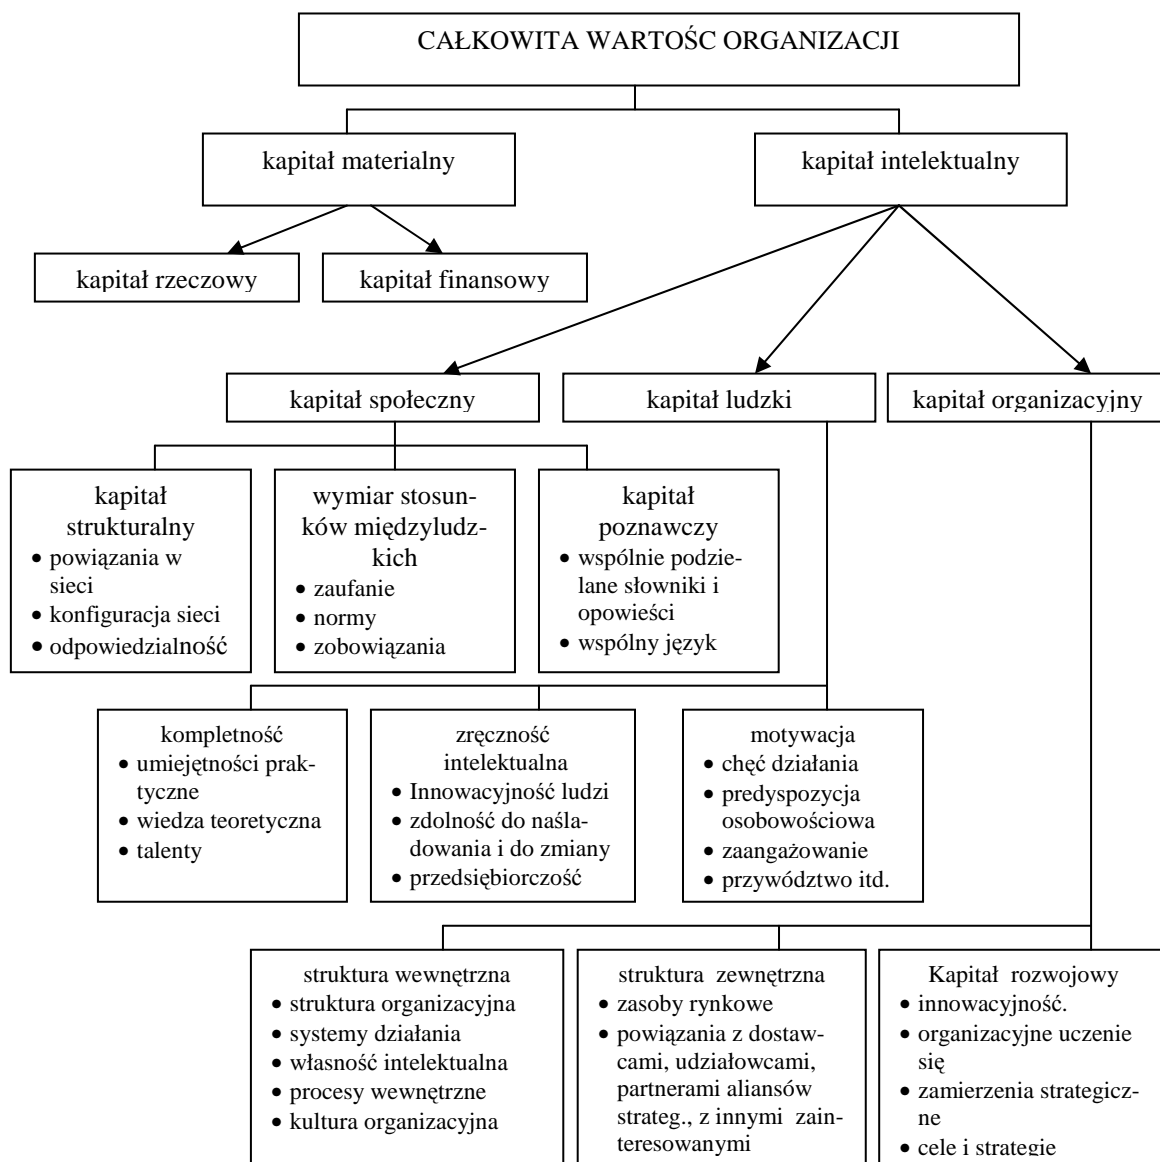 CAŁKOWITA WARTOŚC ORGANIZACJI
kapitał materialny
kapitał intelektualny
kapitał rzeczowy
kapitał finansowy
kapitał społeczny
kapitał ludzki
kapitał organizacyjny
kapitał
strukturalny
• powiązania w
sieci
• konfiguracja sieci
• odpowiedzialność
wymiar stosun-
ków międzyludz-
kich
• zaufanie
• normy
• zobowiązania
kapitał
poznawczy
• wspólnie podzie-
lane słowniki i
opowieści
• wspólny język
kompletność
• umiejętności prak-
tyczne
• wiedza teoretyczna
• talenty
zręczność
intelektualna
• Innowacyjność ludzi
• zdolność do naśla-
dowania i do zmiany
• przedsiębiorczość
motywacja
• chęć działania
• predyspozycja
osobowościowa
• zaangażowanie
• przywództwo itd.
struktura wewnętrzna
• struktura organizacyjna
• systemy działania
• własność intelektualna
• procesy wewnętrzne
• kultura organizacyjna
struktura zewnętrzna
• zasoby rynkowe
• powiązania z dostaw-
cami, udziałowcami,
partnerami aliansów
strateg., z innymi zain-
teresowanymi
Kapitał rozwojowy
• innowacyjność.
• organizacyjne uczenie
się
• zamierzenia strategicz-
ne
• cele i strategie